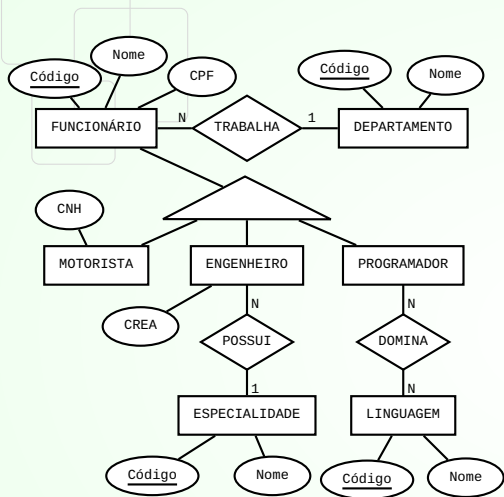 Nome
Código
CPF
Código
Nome
FUNCIONÁRIO
N
TRABALHA
1
DEPARTAMENTO
CNH
MOTORISTA
ENGENHEIRO
PROGRAMADOR
CREA
N
N
POSSUI
DOMINA
1
N
ESPECIALIDADE
LINGUAGEM
Código
Nome
Código
Nome